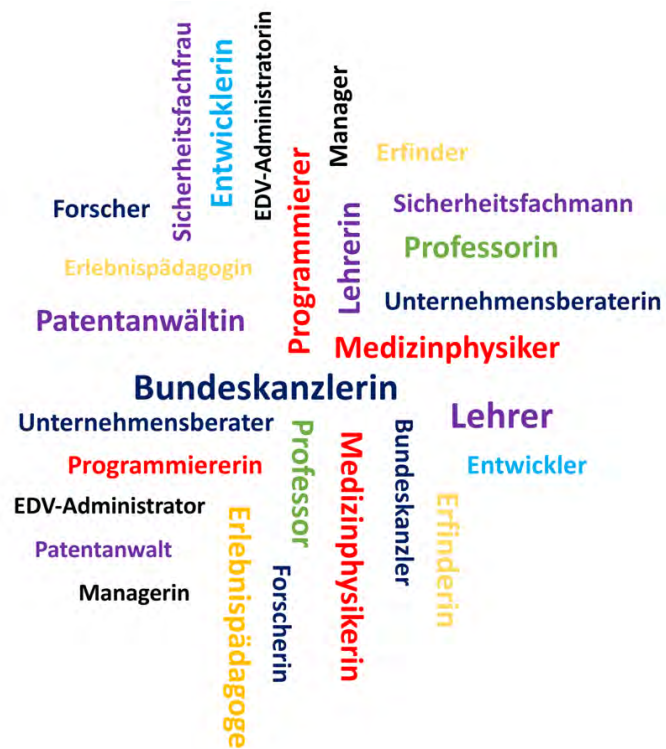 Sicherheitsfachfrau
Entwicklerin
EDV-Administratorin
Manager
Erfinder
Programmierer
Forscher
Lehrerin
Sicherheitsfachmann
Professorin
Erlebnispädagogin
Unternehmensberaterin
Patentanwältin
Medizinphysiker
Bundeskanzlerin
Lehrer
Unternehmensberater
Professor
Medizinphysikerin
Bundeskanzler
Programmiererin
Entwickler
EDV-Administrator
Erlebnispädagoge
Erfinderin
Patentanwalt
Forscherin
Managerin